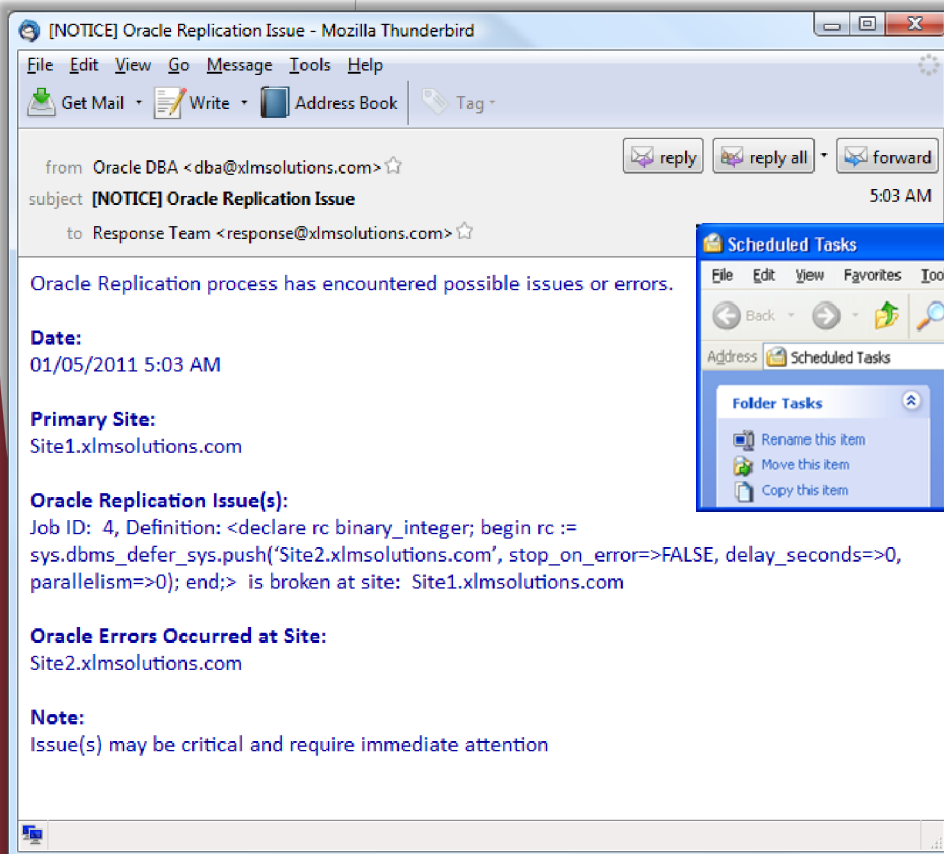 [NOTICE] Oracle Replication Issue - Mozilla Thunderbird
File Edit View Go Message Tools Help
Get Mail Write Address Book Tag
reply reply all forward
from Oracle DBA <dba@xlmsolutions.com>
subject [NOTICE] Oracle Replication Issue
5:03 AM
to Response Team <response@xlmsolutions.com>
Oracle Replication process has encountered possible issues or errors.
Date:
01/05/2011 5:03 AM
Primary Site:
Site1.xlmsolutions.com
Oracle Replication Issue(s):
Job ID: 4, Definition: <declare rc binary_integer; begin rc :=
sys.dbms_defer_sys.push(‘Site2.xlmsolutions.com’, stop_on_error=>FALSE, delay_seconds=>0,
parallelism=>0); end;> is broken at site: Site1.xlmsolutions.com
Oracle Errors Occurred at Site:
Site2.xlmsolutions.com
Note:
Issue(s) may be critical and require immediate attention
Scheduled Tasks
File Edit View Favorites Too
Back
Address Scheduled Tasks
Folder Tasks
Rename this item
Move this item
Copy this item